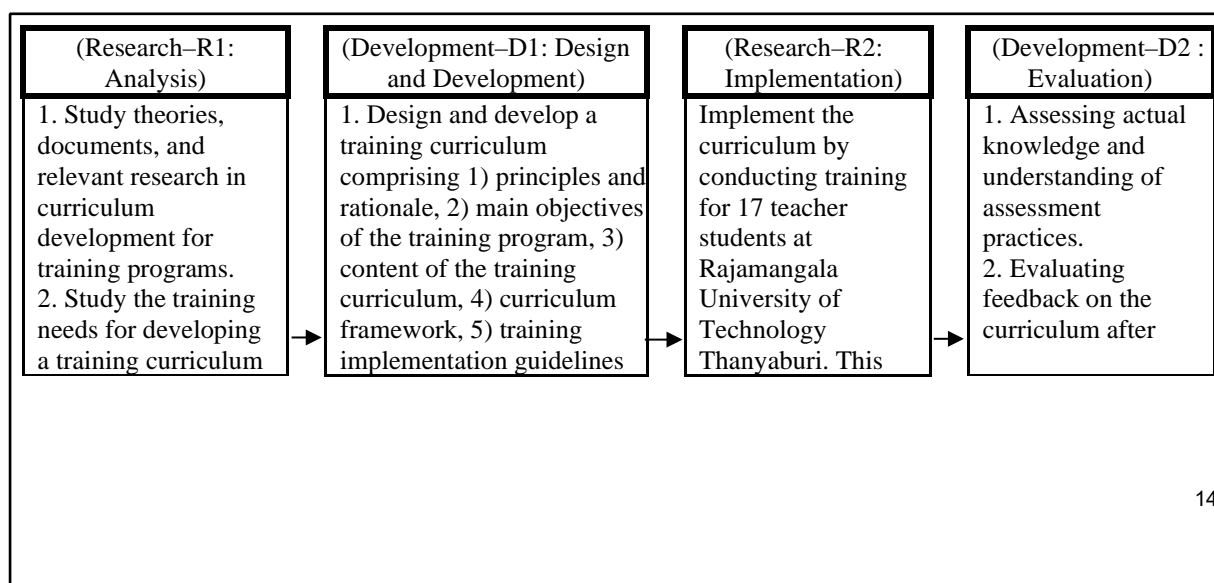 (Research–R1:
Analysis)
1. Study theories,
documents, and
relevant research in
curriculum
development for
training programs.
2. Study the training
needs for developing
a training curriculum
(Development–D1: Design
and Development)
1. Design and develop a
training curriculum
comprising 1) principles and
rationale, 2) main objectives
of the training program, 3)
content of the training
curriculum, 4) curriculum
framework, 5) training
implementation guidelines
(Research–R2:
Implementation)
Implement the
curriculum by
conducting training
for 17 teacher
students at
Rajamangala
University of
Technology
Thanyaburi. This
(Development–D2 :
Evaluation)
1. Assessing actual
knowledge and
understanding of
assessment
practices.
2. Evaluating
feedback on the
curriculum after
14